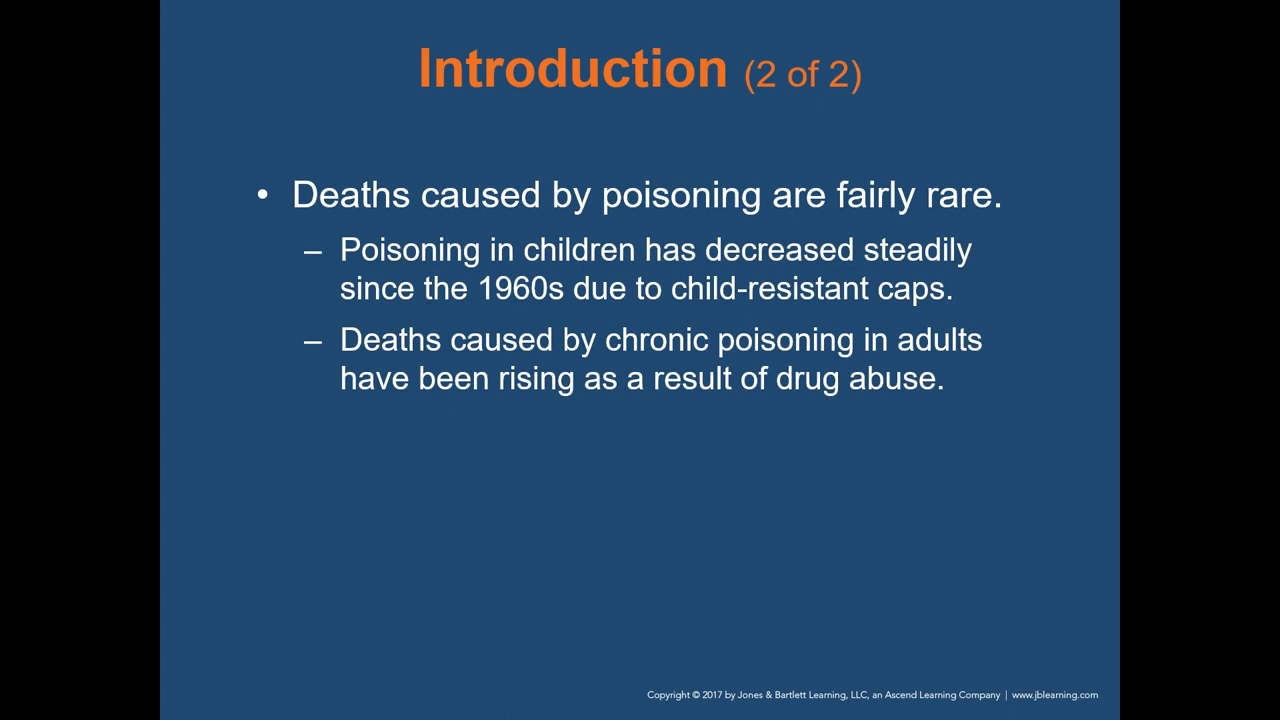 Introduction (2 of 2)
• Deaths caused by poisoning are fairly rare.
– Poisoning in children has decreased steadily
since the 1960s due to child-resistant caps.
– Deaths caused by chronic poisoning in adults
have been rising as a result of drug abuse.
Copyright © 2017 by Jones & Bartlett Learning, LLC, an Ascend Learning Company | www.jblearning.com